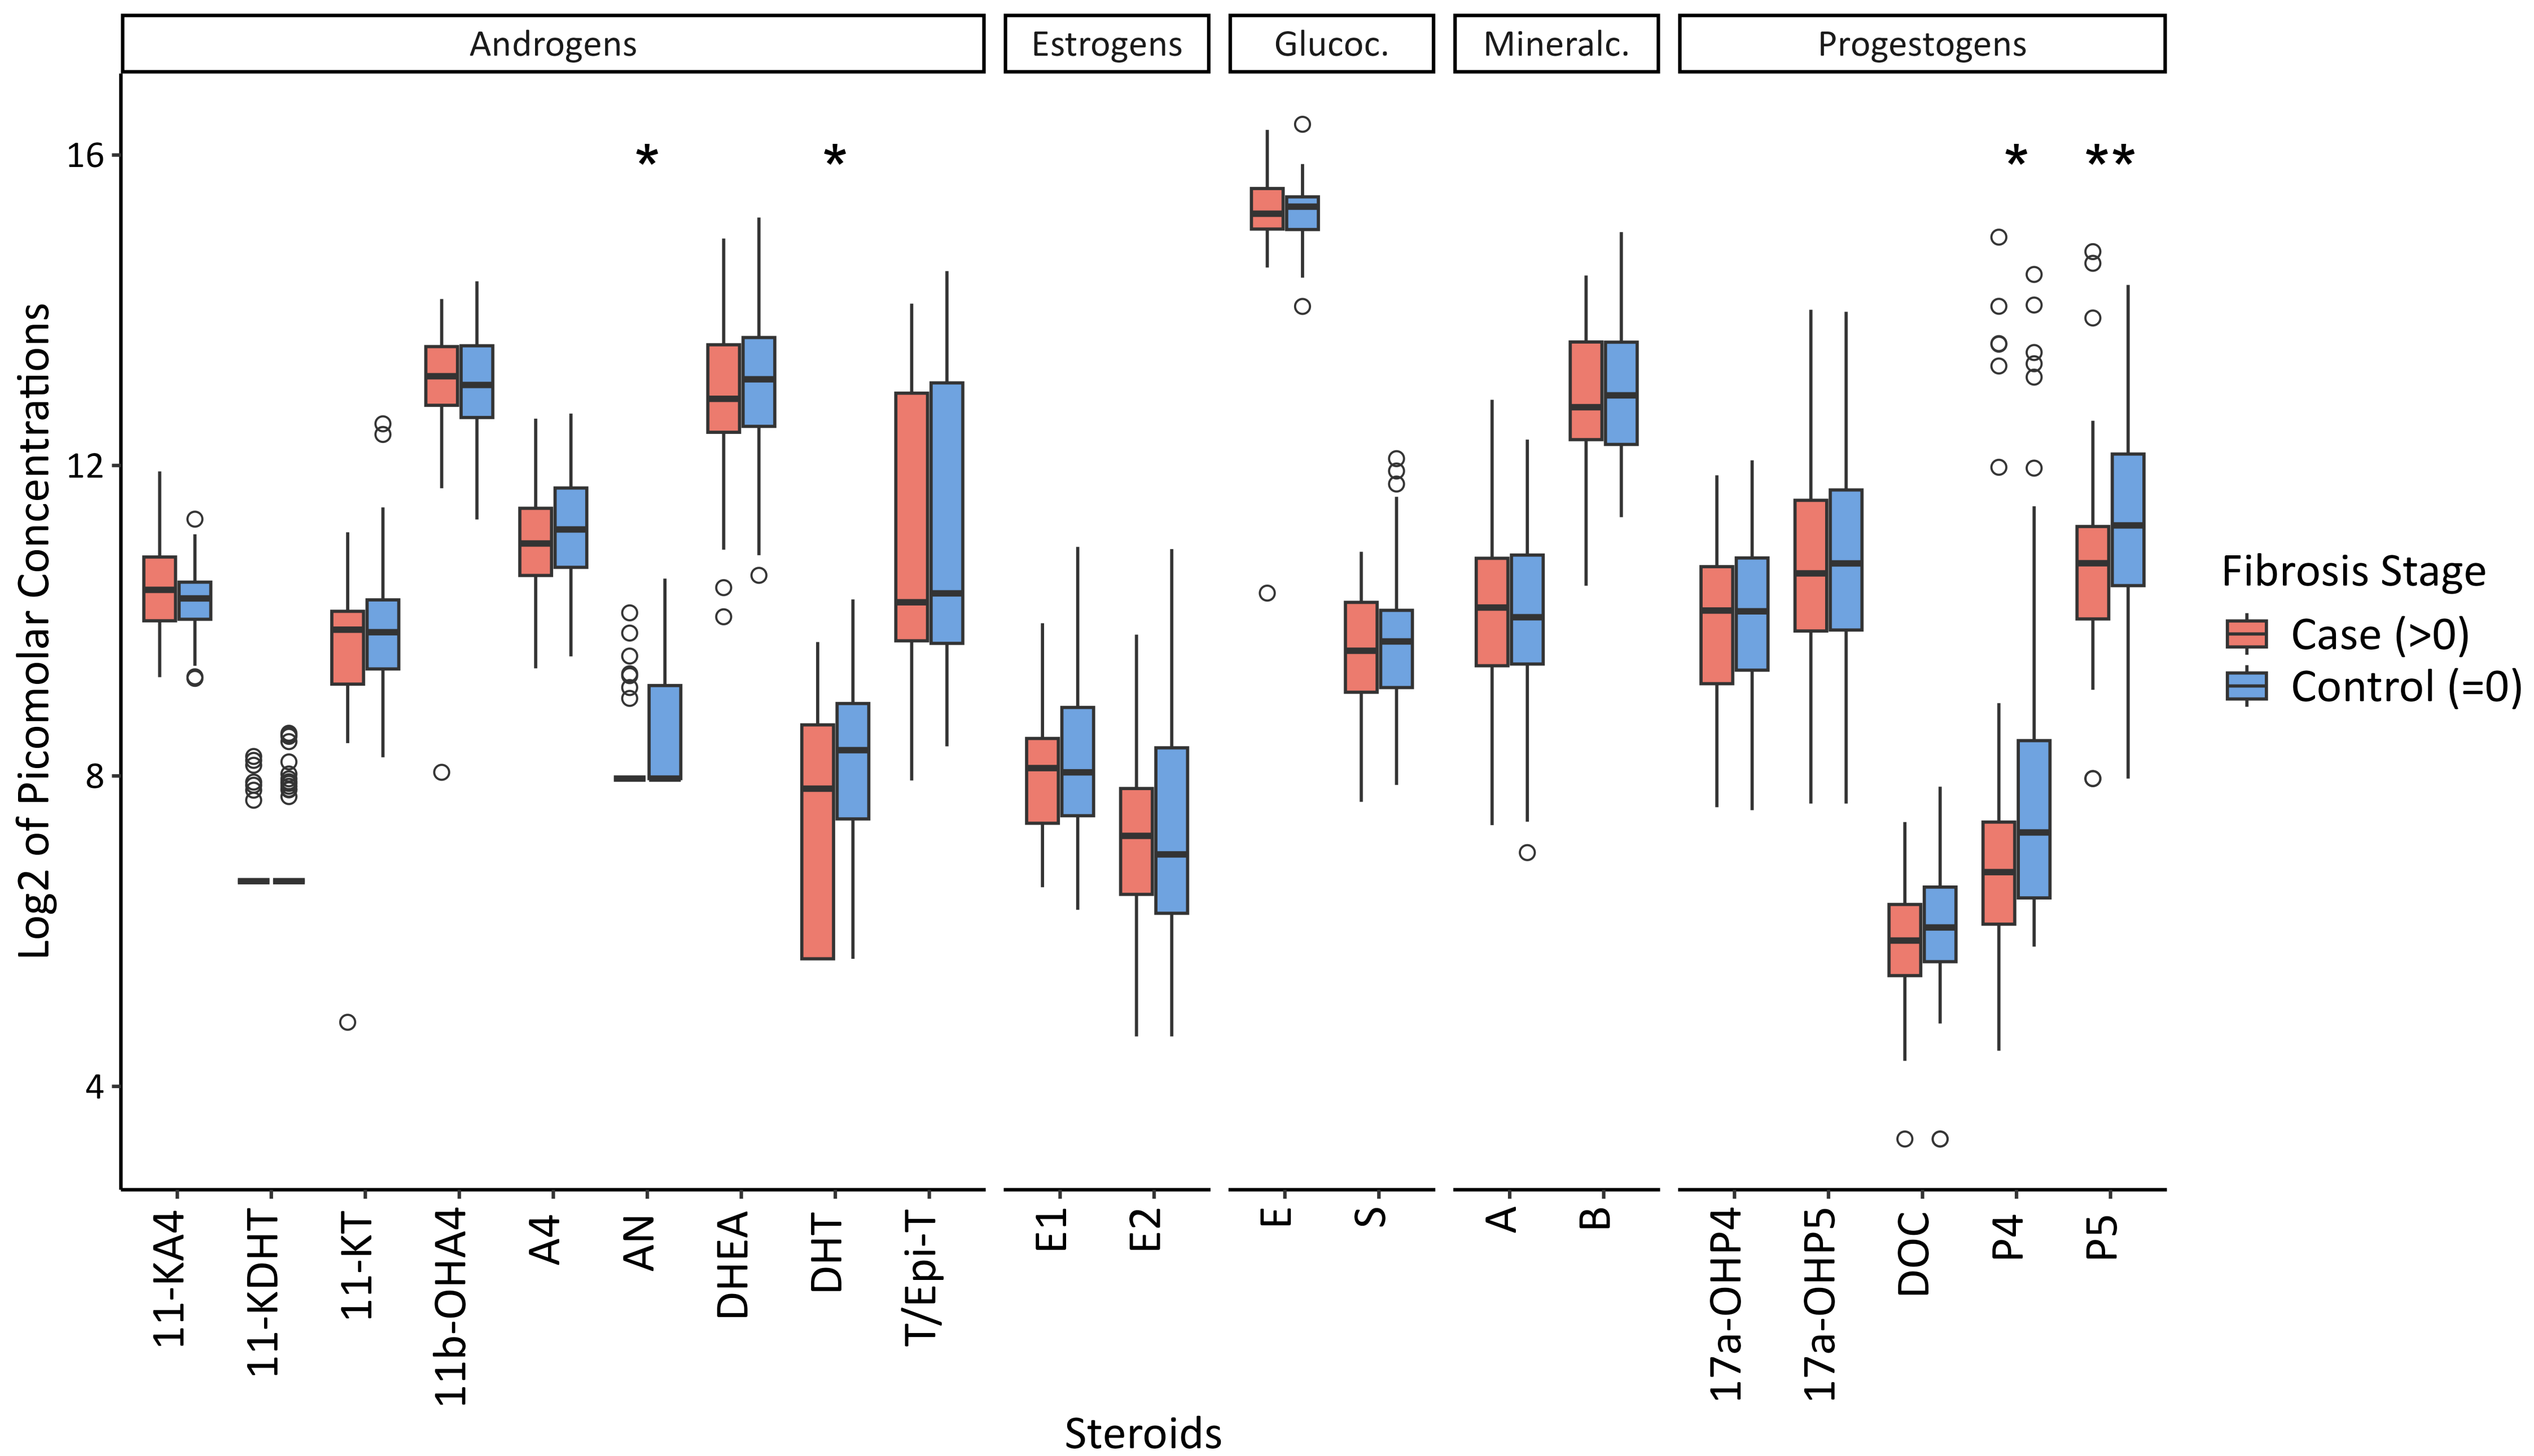 Androgens
Estrogens
Glucoc.
Mineralc.
Progestogens
Log2 of Picomolar Concentrations
16
12
8
4
*
*
*
**
11-KA4
11-KDHT
11-KT
11b-OHA4
A4
AN
DHEA
DHT
T/Epi-T
E1
E2
E
S
A
B
17a-OHP4
17a-OHP5
DOC
P4
P5
Steroids
Fibrosis Stage
Case (>0)
Control (=0)